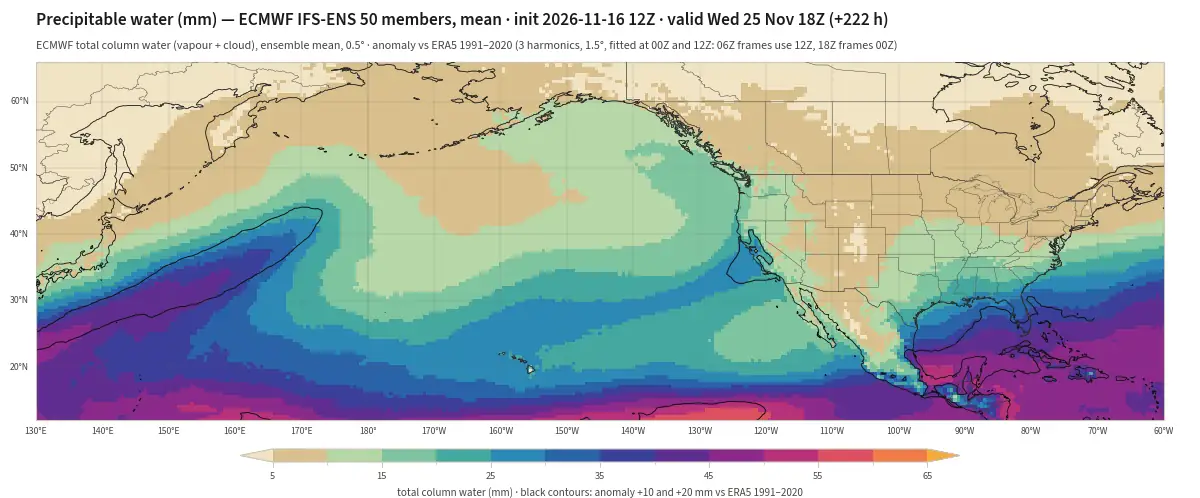 Precipitable water (mm) — ECMWF IFS-ENS 50 members, mean · init 2026-11-16 12Z · valid Wed 25 Nov 18Z (+222 h)
ECMWF total column water (vapour + cloud), ensemble mean, 0.5° · anomaly vs ERA5 1991–2020 (3 harmonics, 1.5°, fitted at 00Z and 12Z: 06Z frames use 12Z, 18Z frames 00Z)
60°N
50°N
40°N
30°N
20°N
130°E 140°E 150°E 160°E 170°E 180° 170°W 160°W 150°W 140°W 130°W 120°W 110°W 100°W 90°W 80°W 70°W 60°W
5 15 25 35 45 55 65
total column water (mm) · black contours: anomaly +10 and +20 mm vs ERA5 1991–2020